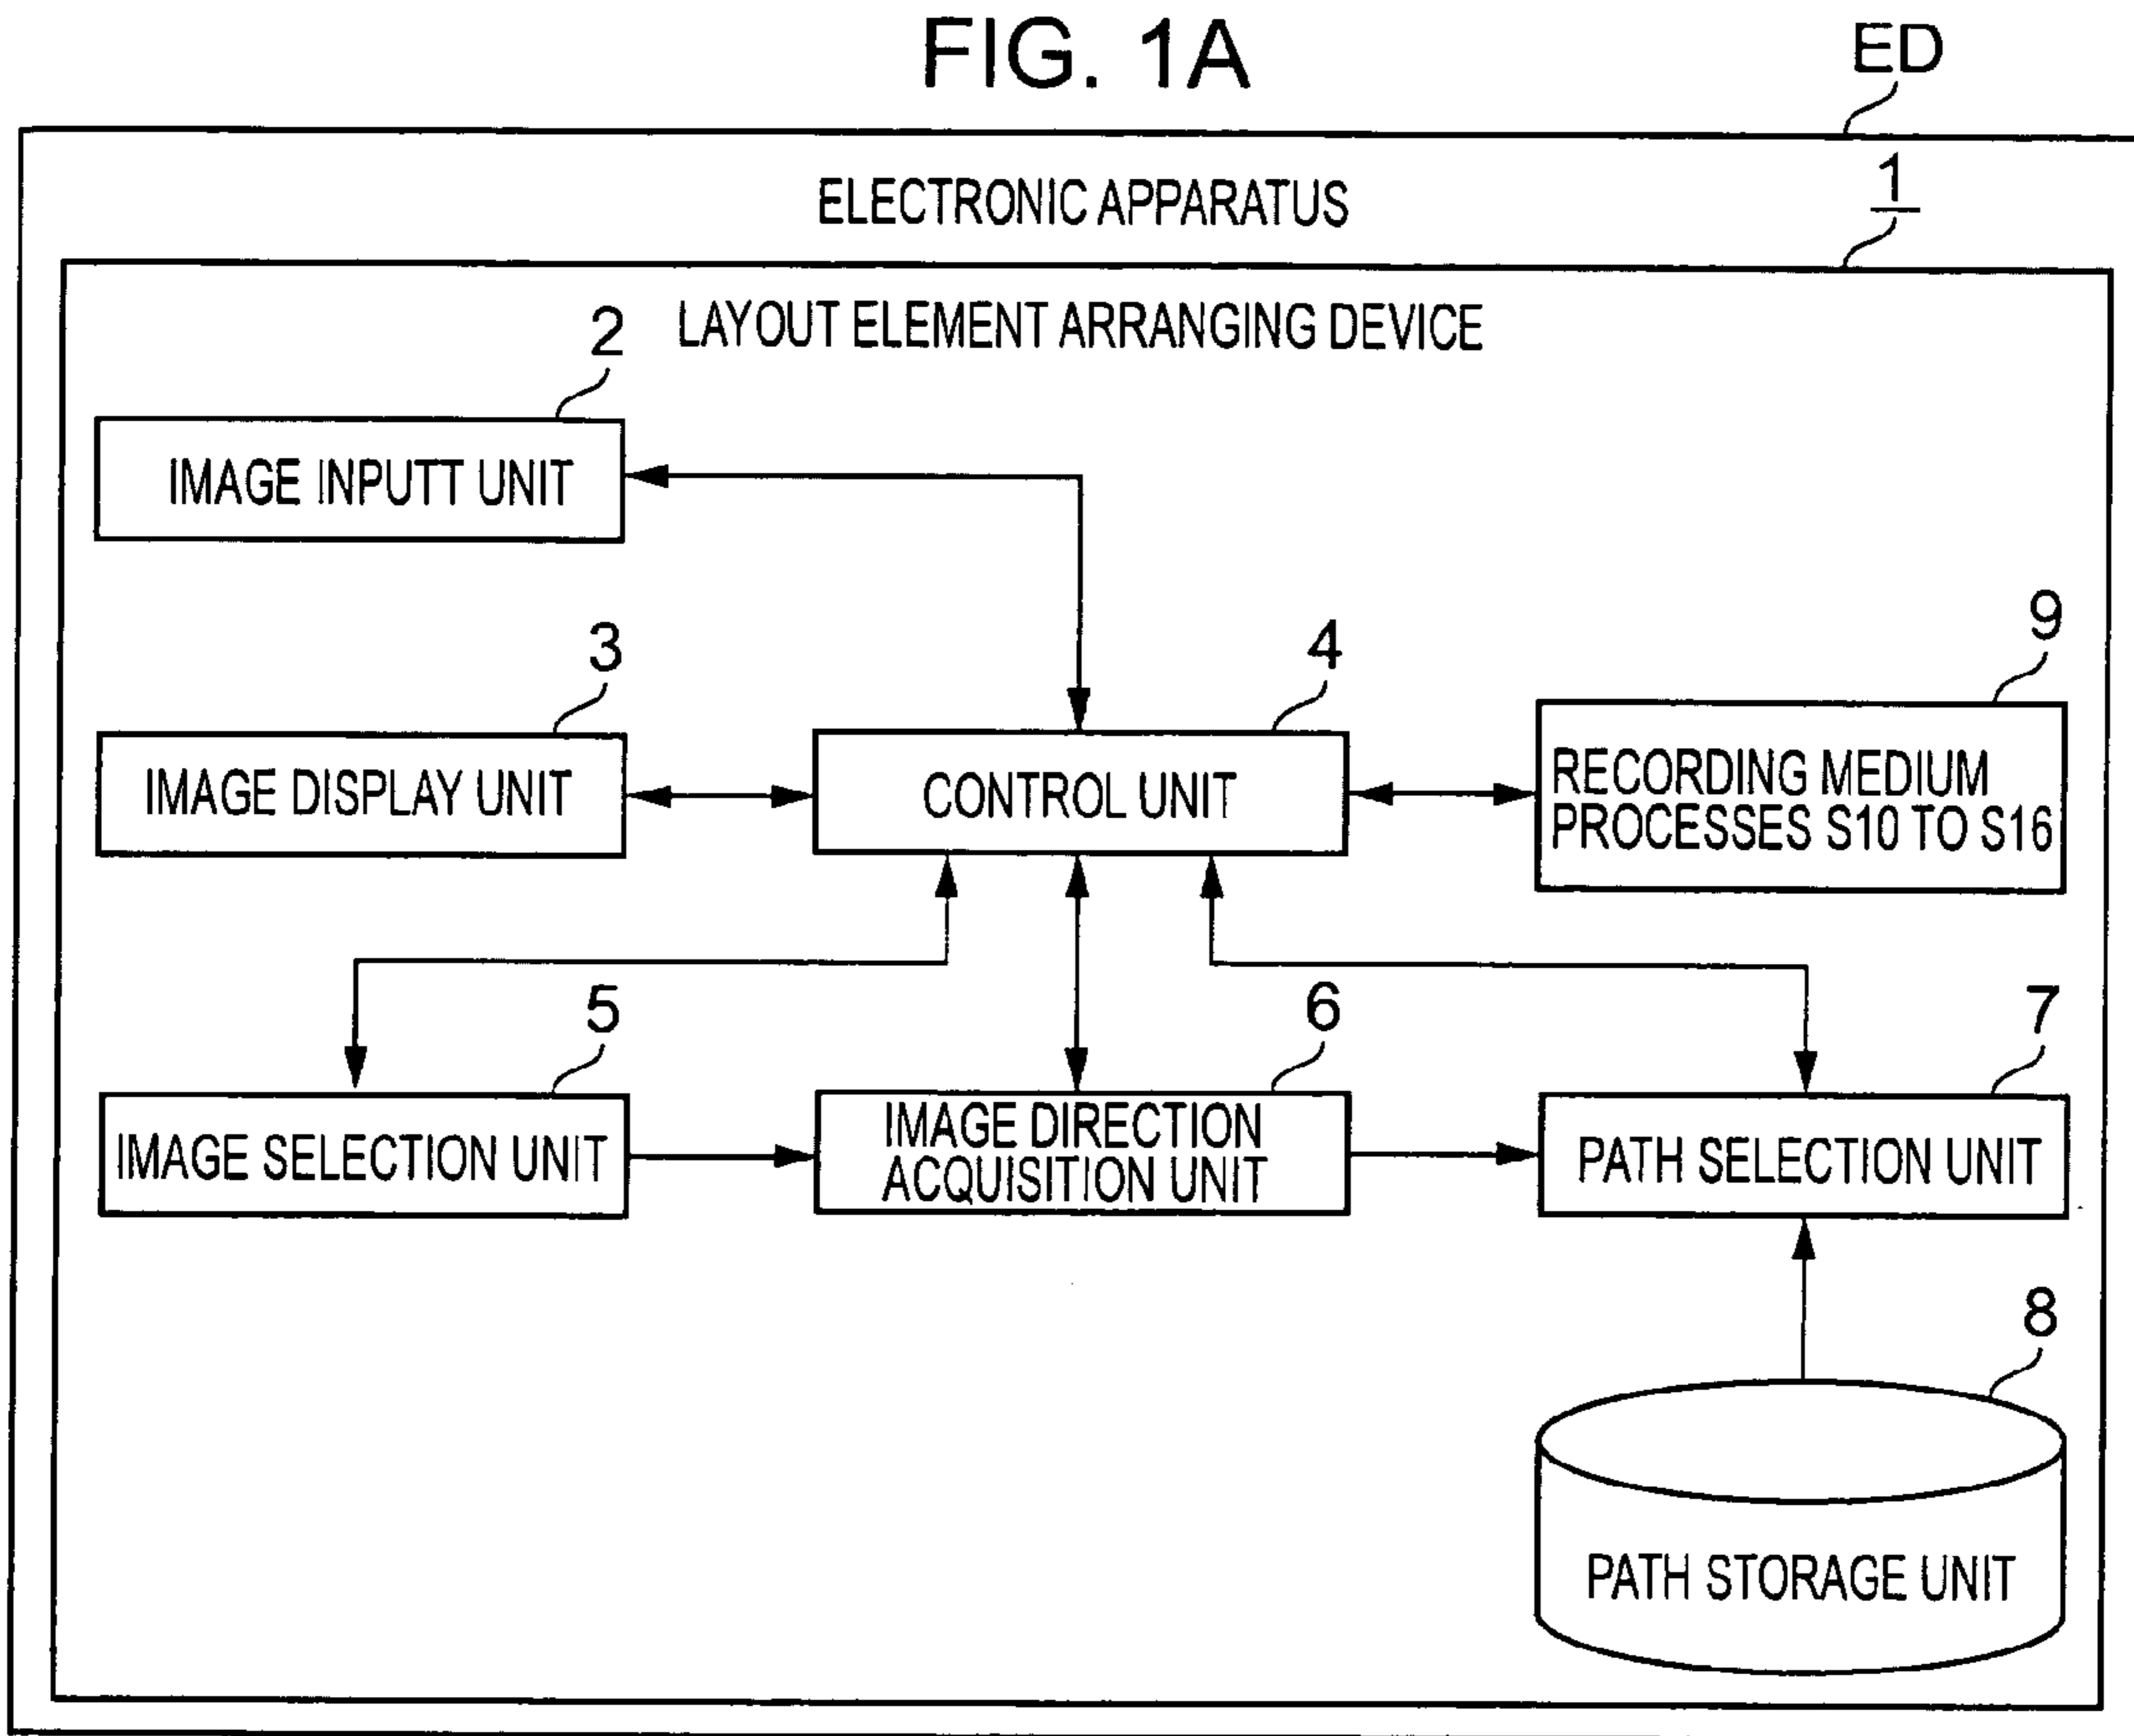 FIG. 1A
ED
ELECTRONIC APPARATUS
1
LAYOUT ELEMENT ARRANGING DEVICE
2
IMAGE INPUTT UNIT
3
IMAGE DISPLAY UNIT
4
CONTROL UNIT
9
RECORDING MEDIUM
PROCESSES S10 TO S16
5
IMAGE SELECTION UNIT
6
IMAGE DIRECTION
ACQUISITION UNIT
7
PATH SELECTION UNIT
8
PATH STORAGE UNIT